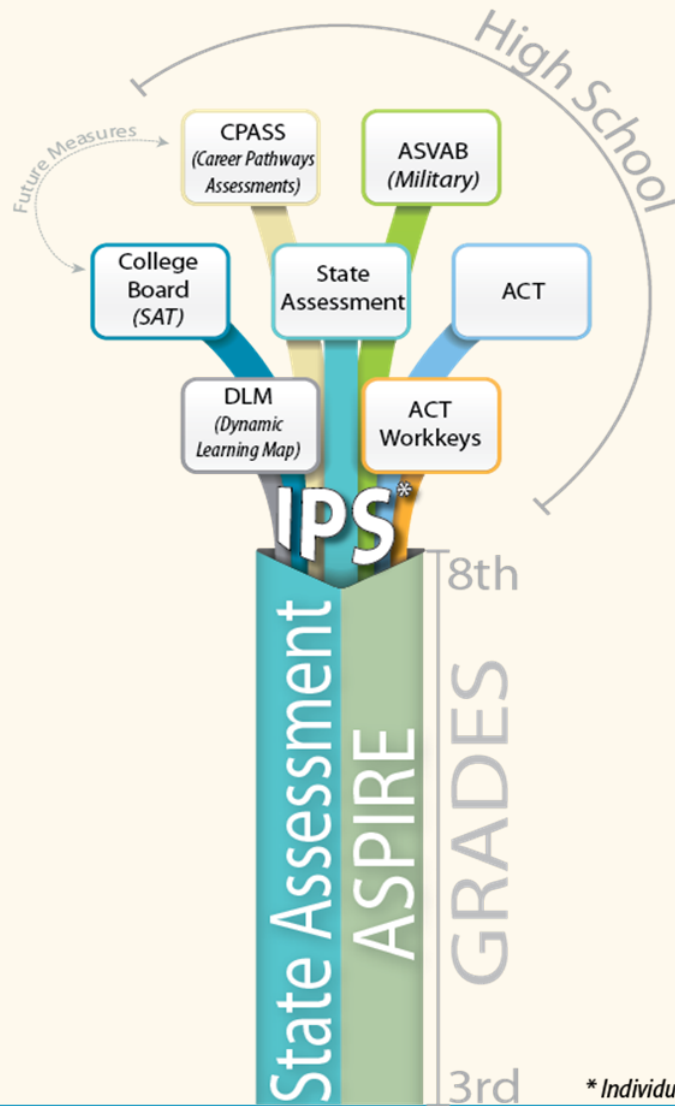 High School
Future Measures
CPASS
(Career Pathways
Assessments)
ASVAB
(Military)
College
Board
(SAT)
State
Assessment
ACT
DLM
(Dynamic
Learning Map)
ACT
Workkeys
IPS*
8th
State Assessment
ASPIRE
GRADES
3rd
* Individu